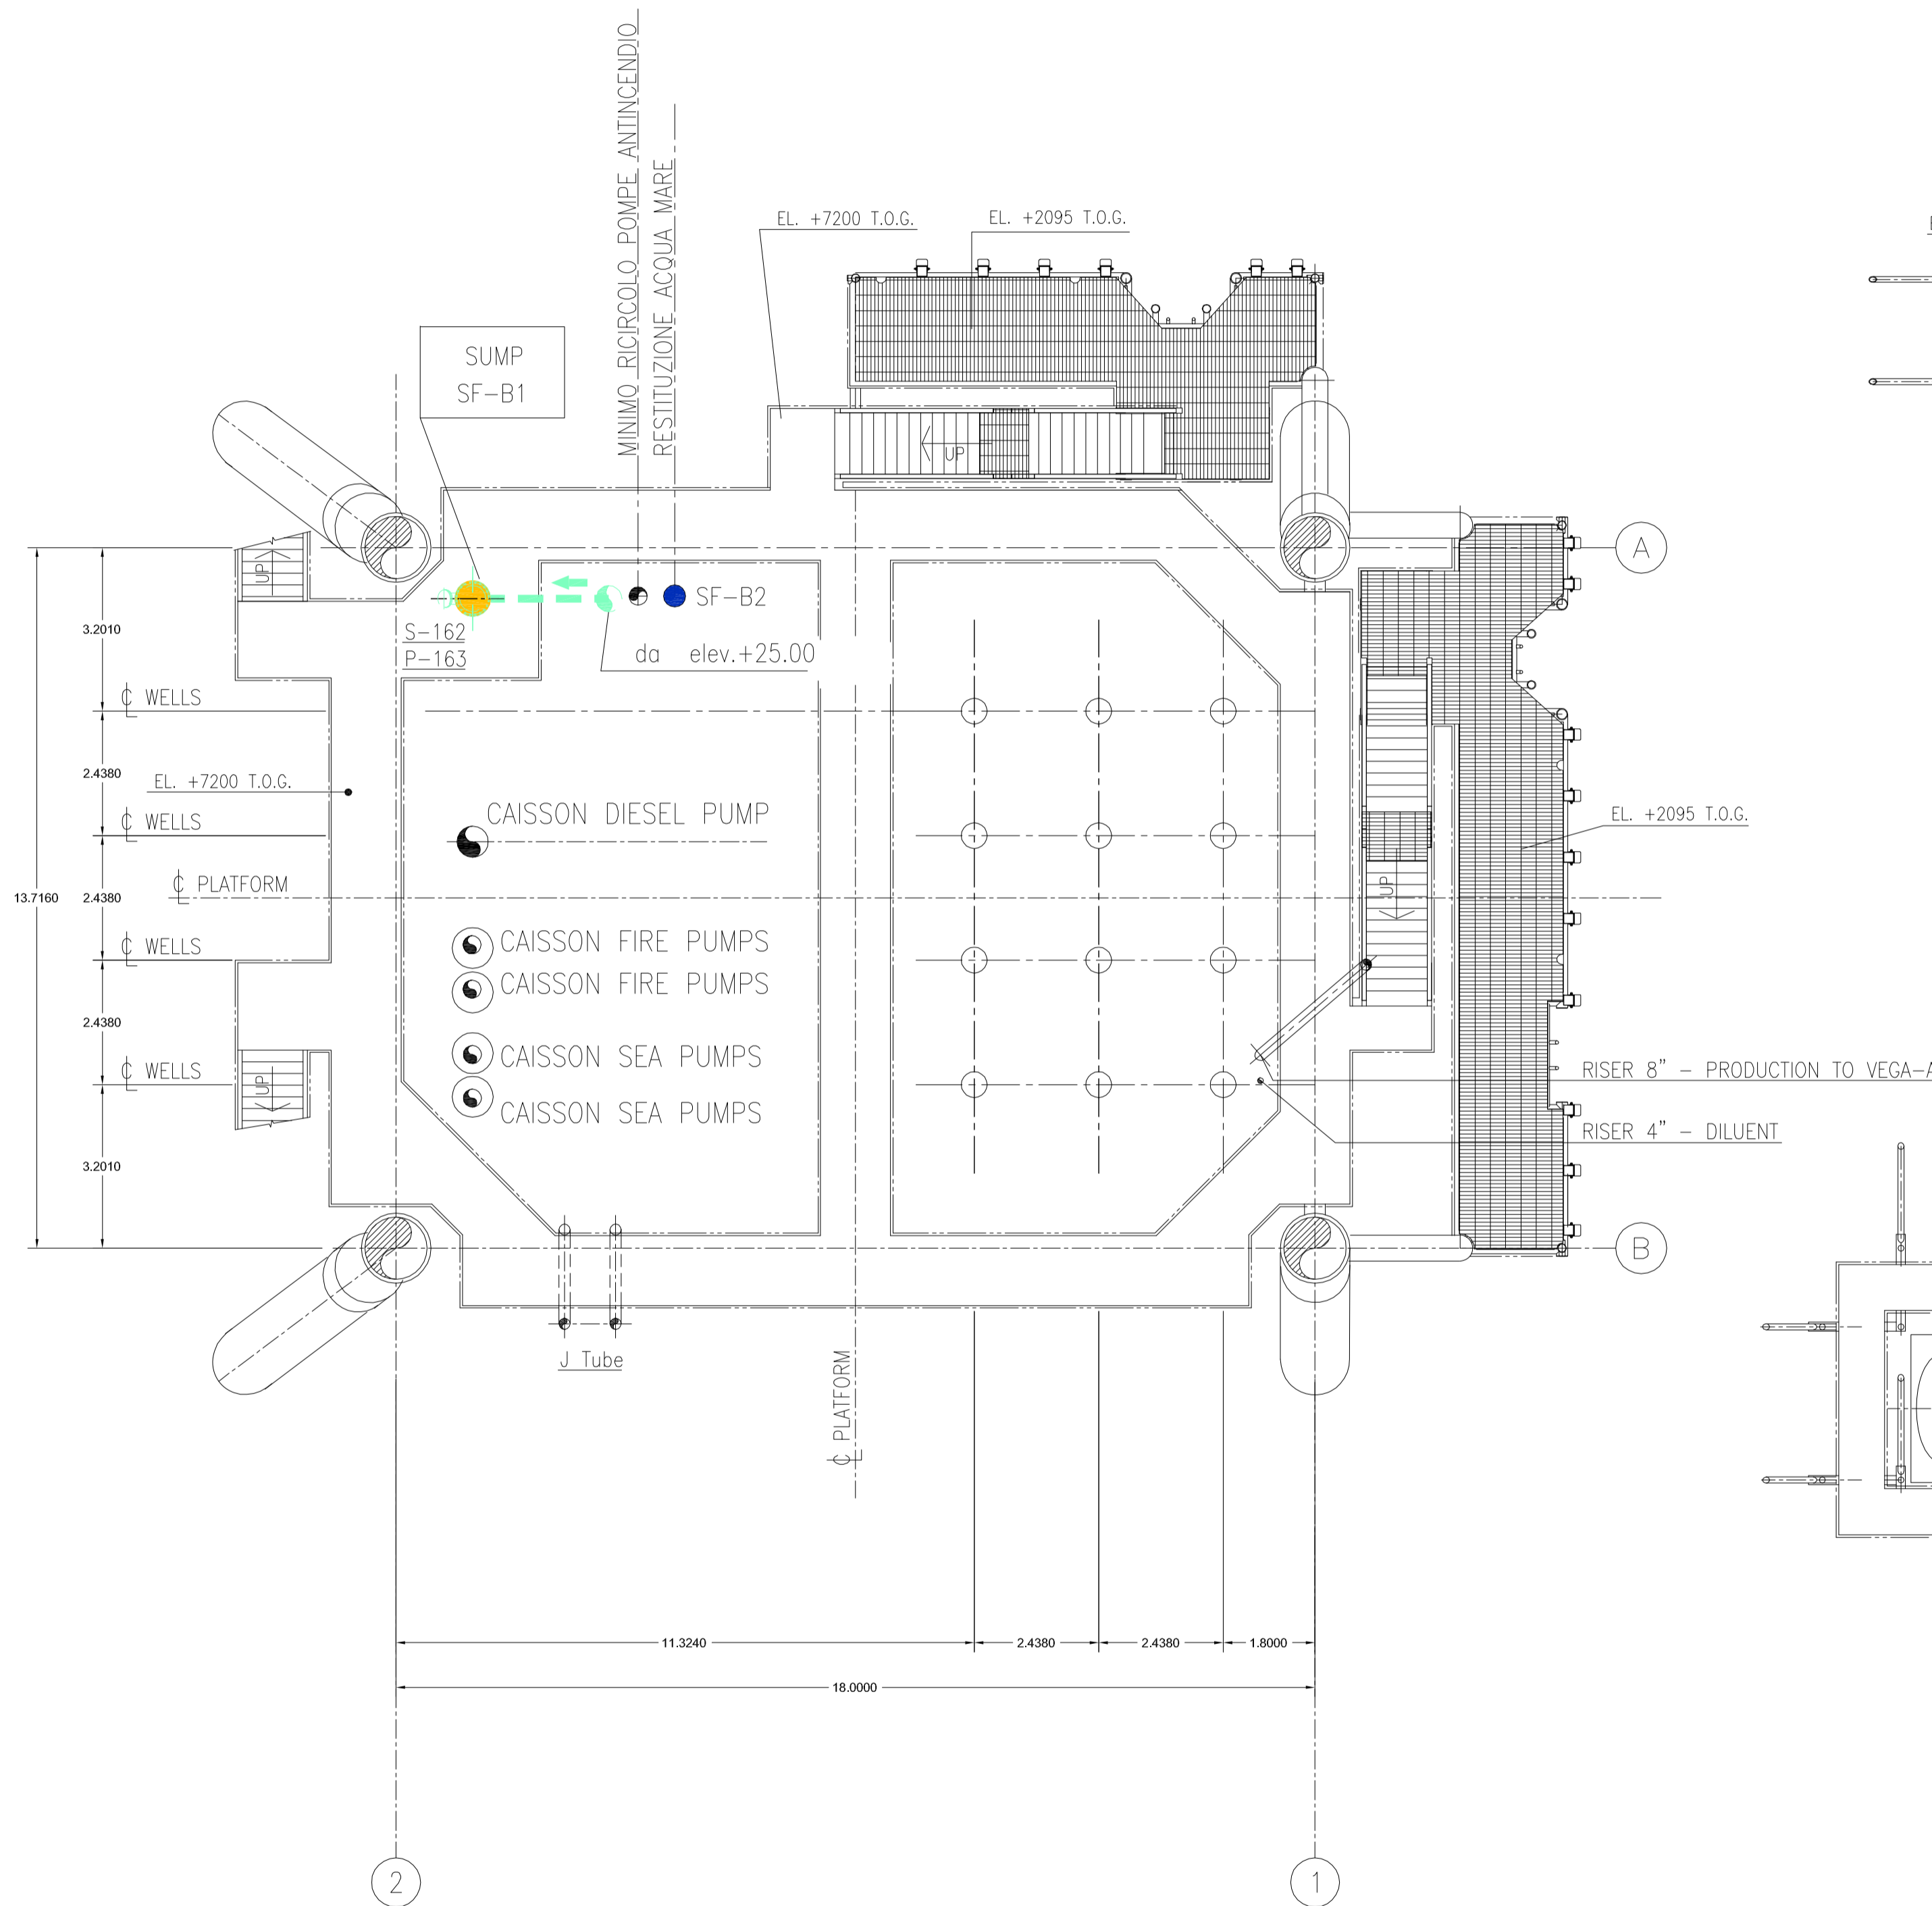 MINIMO RICIRCOLO POMPE ANTINCENDIO
RESTITUZIONE ACQUA MARE
EL. +7200 T.O.G.
EL. +2095 T.O.G.
SUMP
SF-B1
UP
UP
A
SF-B2
S-162
P-163
da elev.+25.00
3.2010
₵ WELLS
2.4380
EL. +7200 T.O.G.
CAISSON DIESEL PUMP
EL. +2095 T.O.G.
₵ WELLS
₵ PLATFORM
UP
13.7160
2.4380
CAISSON FIRE PUMPS
₵ WELLS
CAISSON FIRE PUMPS
2.4380
CAISSON SEA PUMPS
₵ WELLS
UP
RISER 8" - PRODUCTION TO VEGA-A
CAISSON SEA PUMPS
RISER 4" - DILUENT
3.2010
B
J Tube
₵ PLATFORM
11.3240
2.4380
2.4380
1.8000
18.0000
2
1